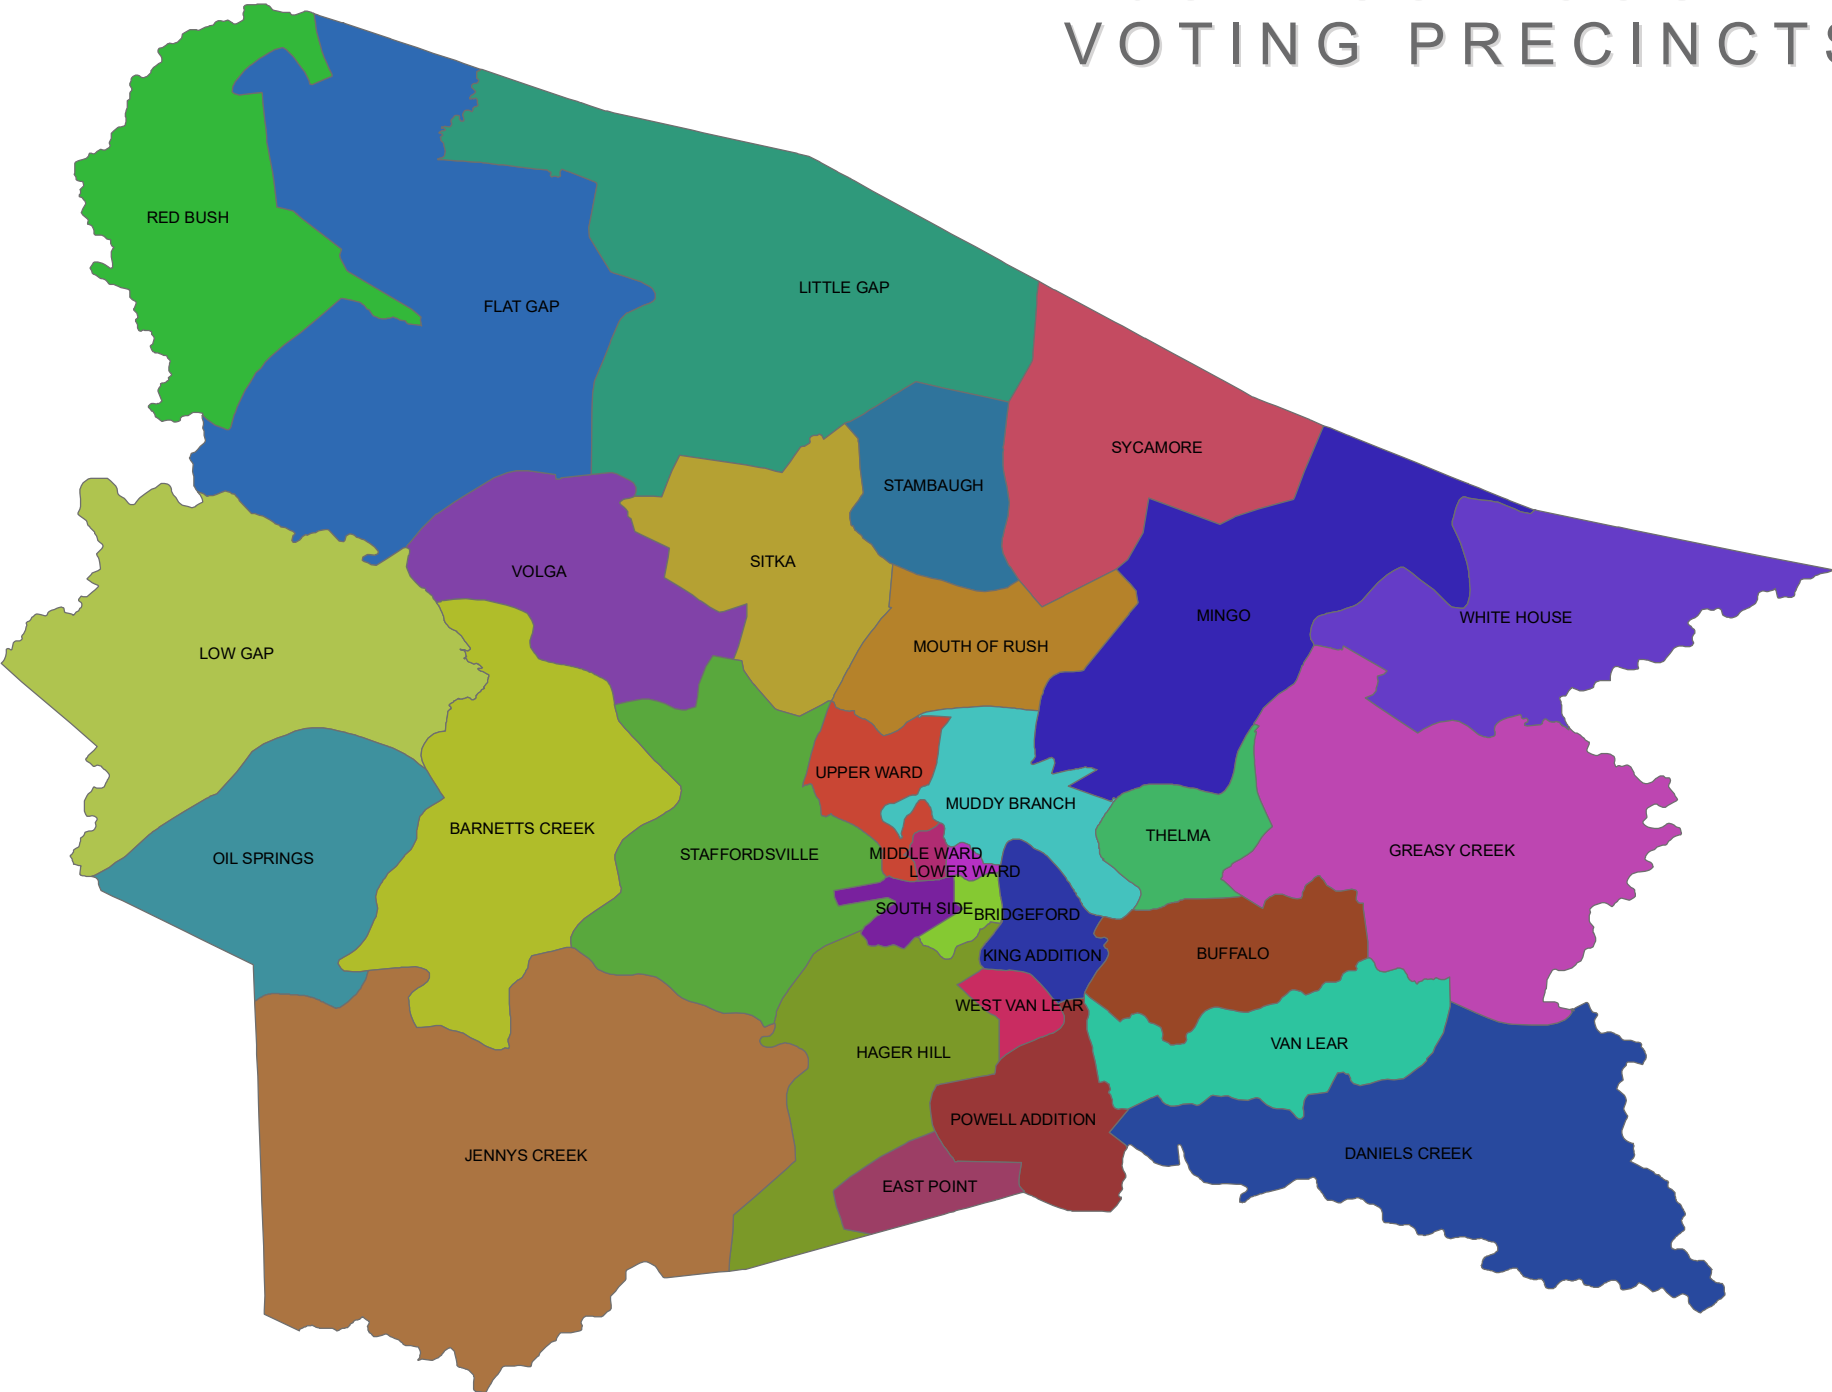 VOTING PRECINCTS
RED BUSH
LITTLE GAP
FLAT GAP
SYCAMORE
STAMBAUGH
SITKA
VOLGA
MINGO
WHITE HOUSE
MOUTH OF RUSH
LOW GAP
UPPER WARD
MUDDY BRANCH
BARNETTS CREEK
THELMA
GREASY CREEK
STAFFORDSVILLE
MIDDLE WARD
OIL SPRINGS
LOWER WARD
SOUTH SIDE
BRIDGEFORD
BUFFALO
KING ADDITION
WEST VAN LEAR
VAN LEAR
HAGER HILL
POWELL ADDITION
DANIELS CREEK
JENNYS CREEK
EAST POINT